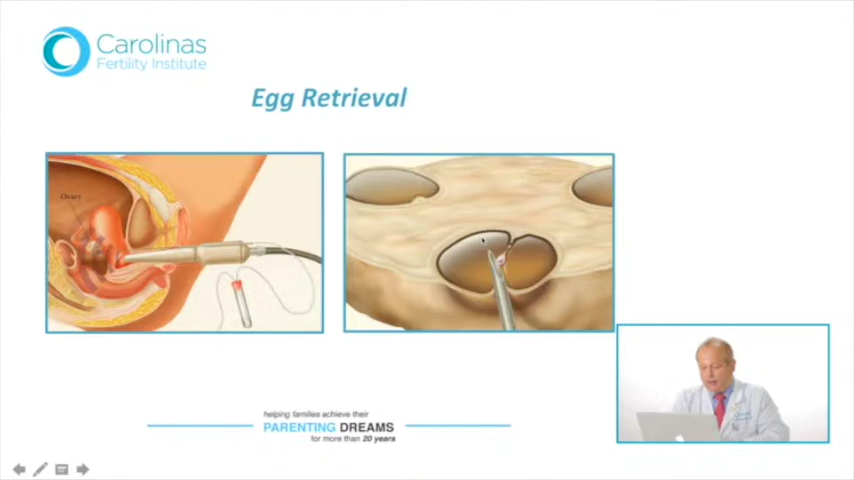 Carolinas
Fertility Institute
Egg Retrieval
Ovary
helping families achieve their
PARENTING DREAMS
for more than 20 years